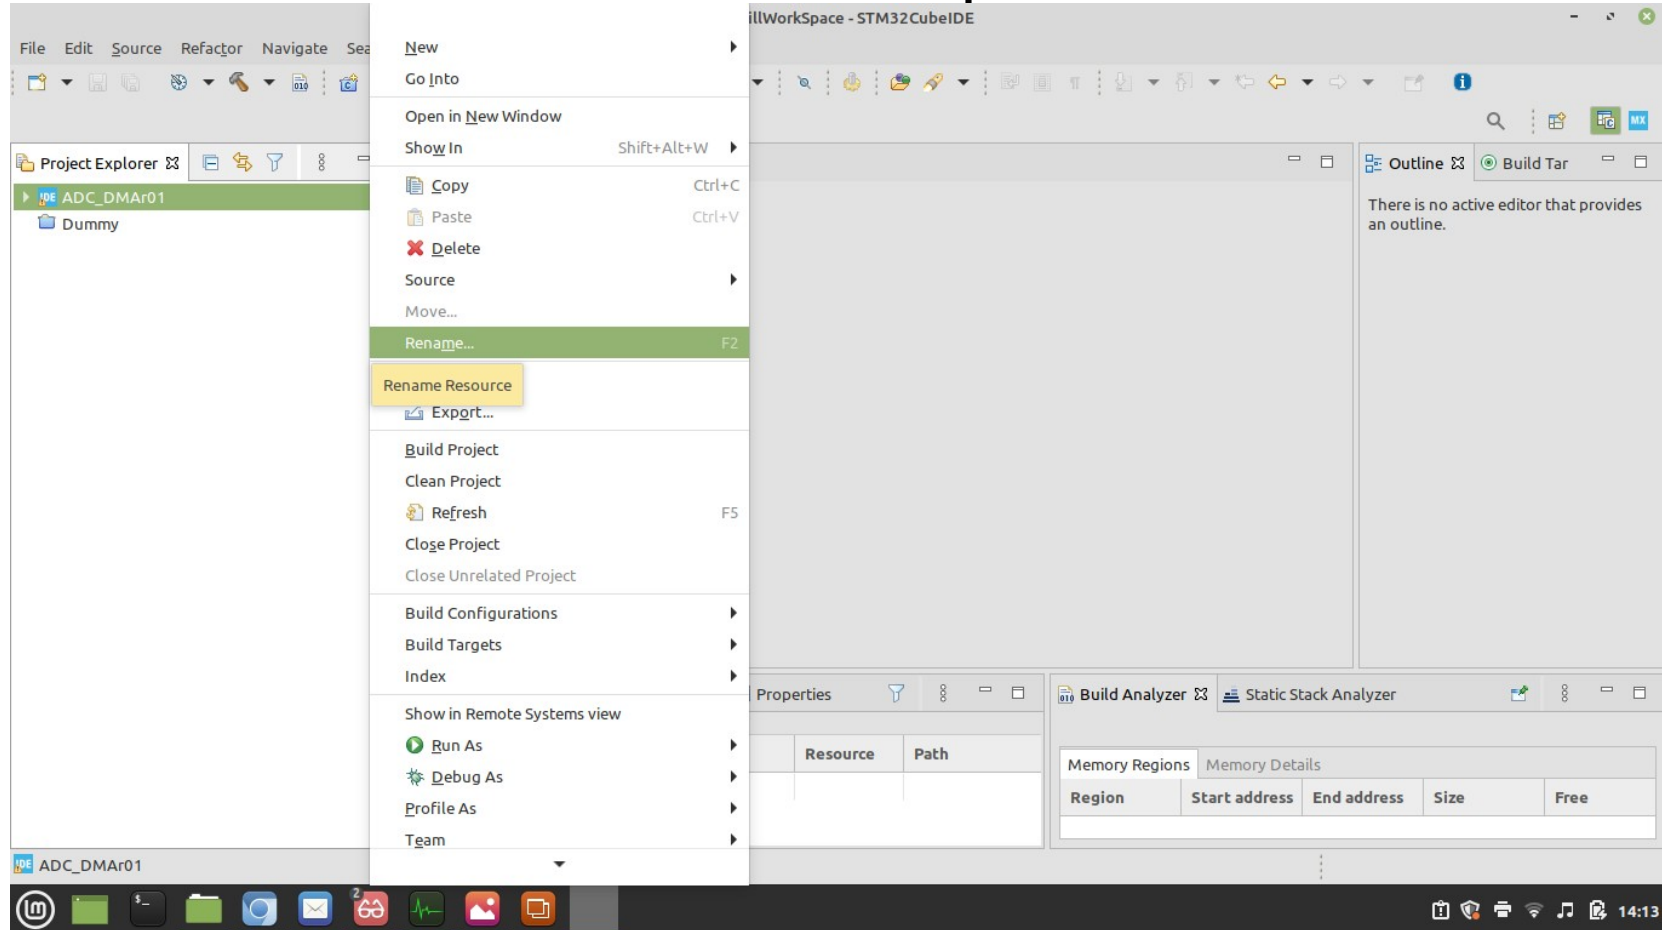 illWorkSpace - STM32CubeIDE
File Edit Source Refactor Navigate Sea
Project Explorer
ADC_DMAr01
Dummy
New
Go Into
Open in New Window
Show In Shift+Alt+W
Copy Ctrl+C
Paste Ctrl+V
Delete
Source
Move...
Rename... F2
Rename Resource
Export...
Build Project
Clean Project
Refresh F5
Close Project
Close Unrelated Project
Build Configurations
Build Targets
Index
Show in Remote Systems view
Run As
Debug As
Profile As
Team
Outline Build Tar
There is no active editor that provides
an outline.
Properties
Resource Path
Build Analyzer Static Stack Analyzer
Memory Regions Memory Details
Region Start address End address Size Free
IDE ADC_DMAr01
14:13